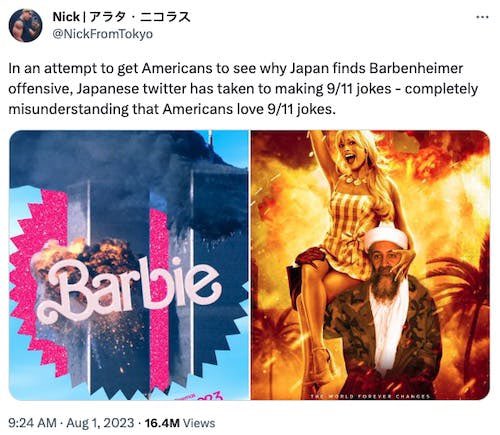 Nick | アラタ・ニコラス
@NickFromTokyo
In an attempt to get Americans to see why Japan finds Barbenheimer
offensive, Japanese twitter has taken to making 9/11 jokes - completely
misunderstanding that Americans love 9/11 jokes.
Barbie
THE WORLD FOREVER CHANGES
9:24 AM · Aug 1, 2023 · 16.4M Views